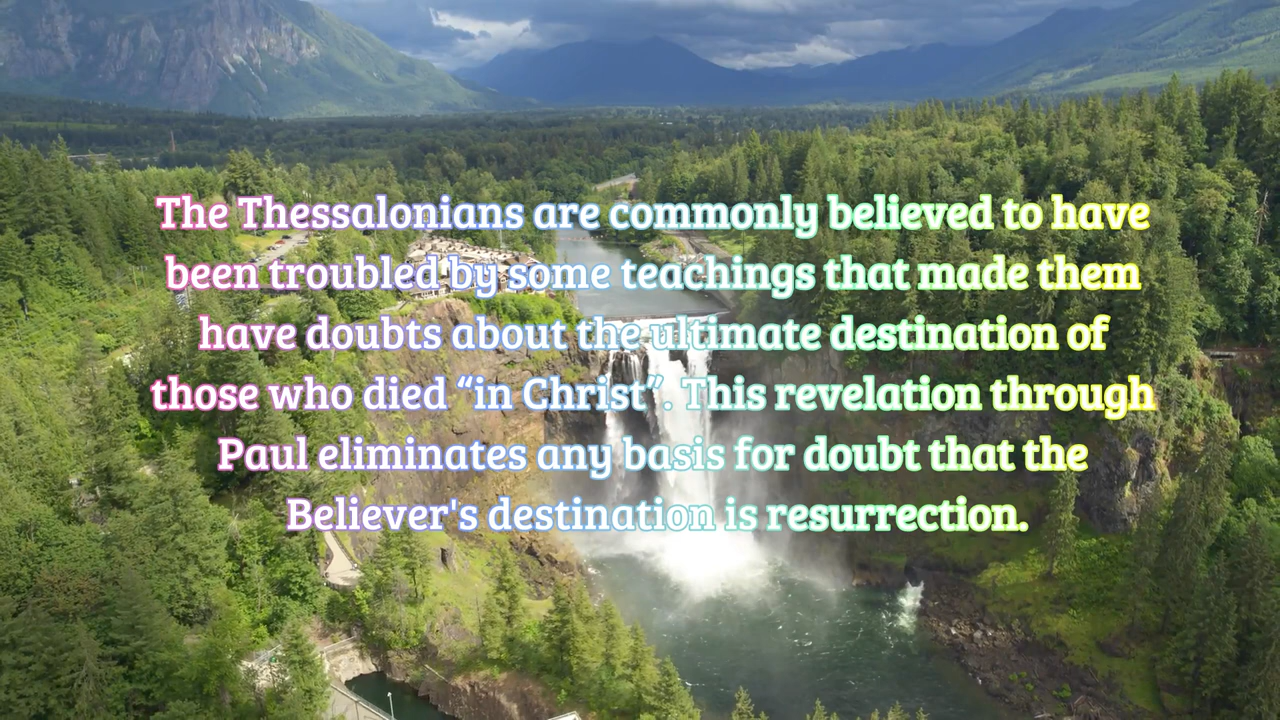 The Thessalonians are commonly believed to have
been troubled by some teachings that made them
have doubts about the ultimate destination of
those who died “in Christ”. This revelation through
Paul eliminates any basis for doubt that the
Believer's destination is resurrection.